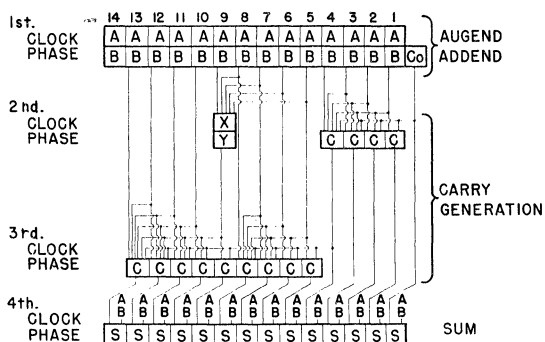 1st. 14 13 12 11 10 9 8 7 6 5 4 3 2 1
CLOCK A A A A A A A A A A A A A A AUGEND
PHASE B B B B B B B B B B B B B B Co ADDEND
2nd.
CLOCK X
PHASE Y C C C C
CARRY
GENERATION
3rd.
CLOCK
PHASE C C C C C C C C C
4th. A A A A A A A A A A A A A A
CLOCK B B B B B B B B B B B B B B
PHASE S S S S S S S S S S S S S S SUM